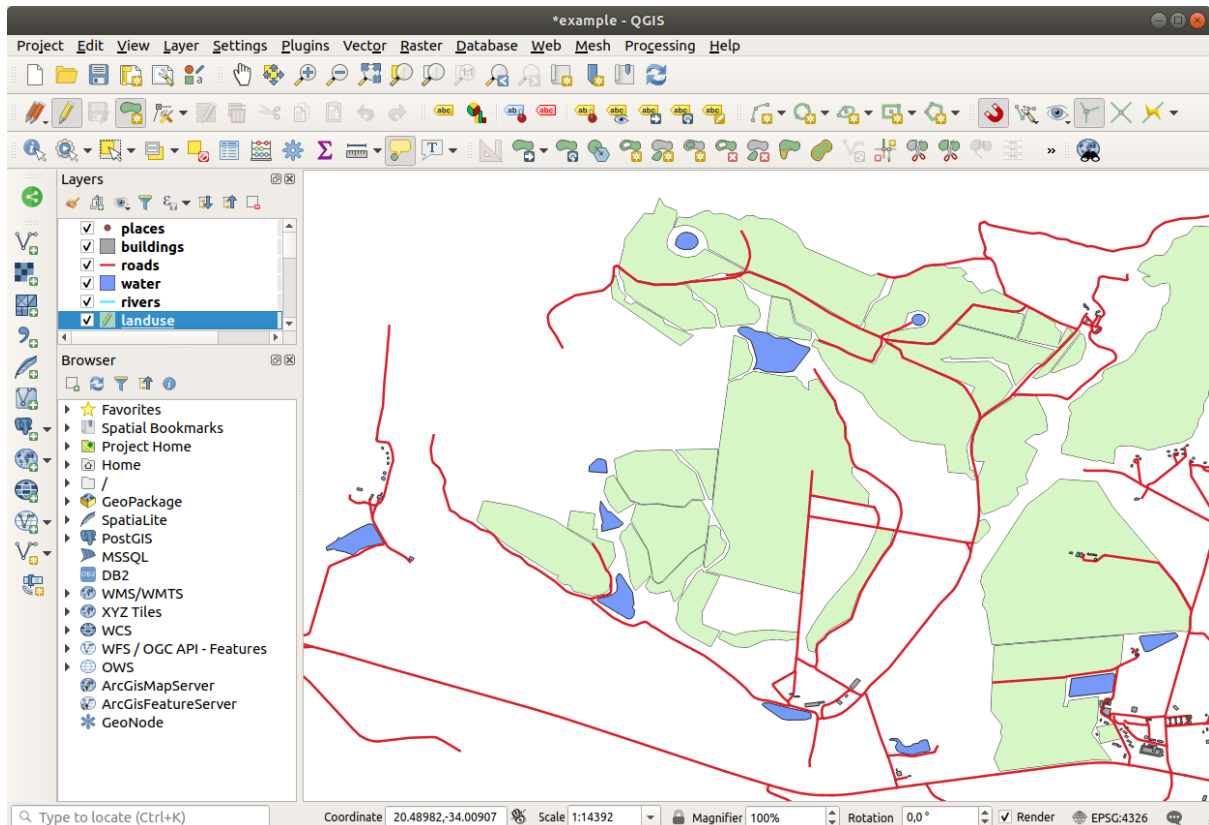 *example - QGIS
Project Edit View Layer Settings Plugins Vector Raster Database Web Mesh Processing Help
Layers
places
buildings
roads
water
rivers
landuse
Browser
Favorites
Spatial Bookmarks
Project Home
Home
/
GeoPackage
SpatiaLite
PostGIS
MSSQL
DB2
WMS/WMTS
XYZ Tiles
WCS
WFS / OGC API - Features
OWS
ArcGisMapServer
ArcGisFeatureServer
GeoNode
Type to locate (Ctrl+K) Coordinate 20.48982,-34.00907 Scale 1:14392 Magnifier 100% Rotation 0,0 ° Render EPSG:4326